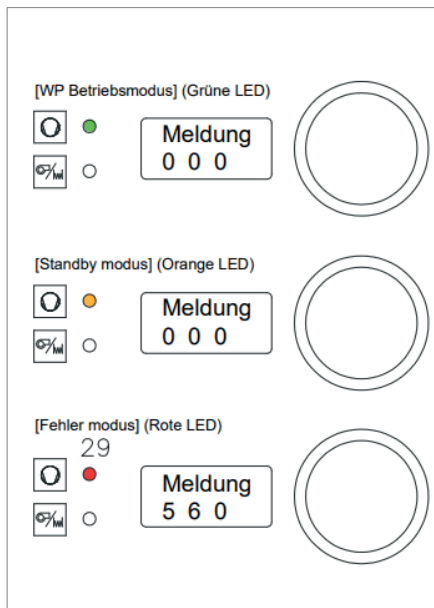 [WP Betriebsmodus] (Grüne LED)
Meldung
0 0 0
[Standby modus] (Orange LED)
Meldung
0 0 0
[Fehler modus] (Rote LED)
29
Meldung
5 6 0